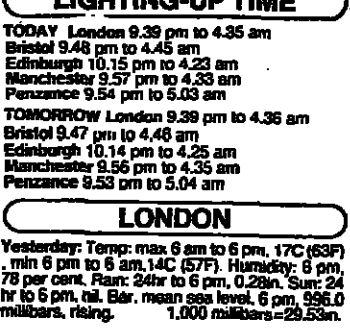 LIGHTING-UP TIME
TODAY London 9.39 pm to 4.35 am
Bristol 9.48 pm to 4.45 am
Edinburgh 10.15 pm to 4.23 am
Manchester 9.57 pm to 4.33 am
Penzance 9.54 pm to 5.03 am
TOMORROW London 9.39 pm to 4.36 am
Bristol 9.47 pm to 4.46 am
Edinburgh 10.14 pm to 4.25 am
Manchester 9.56 pm to 4.35 am
Penzance 9.53 pm to 5.04 am
LONDON
Yesterday: Temp: max 6 am to 6 pm, 17C (63F)
, min 6 pm to 6 am, 14C (57F). Humidity: 6 pm,
78 per cent. Rain: 24hr to 6 pm, 0.28in. Sun: 24
hr to 6 pm, nil. Bar, mean sea level, 6 pm, 996.0
millibars, rising. 1,000 millibars=29.53in.